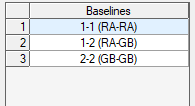 Baselines
1 1-1 (RA-RA)
2 1-2 (RA-GB)
3 2-2 (GB-GB)